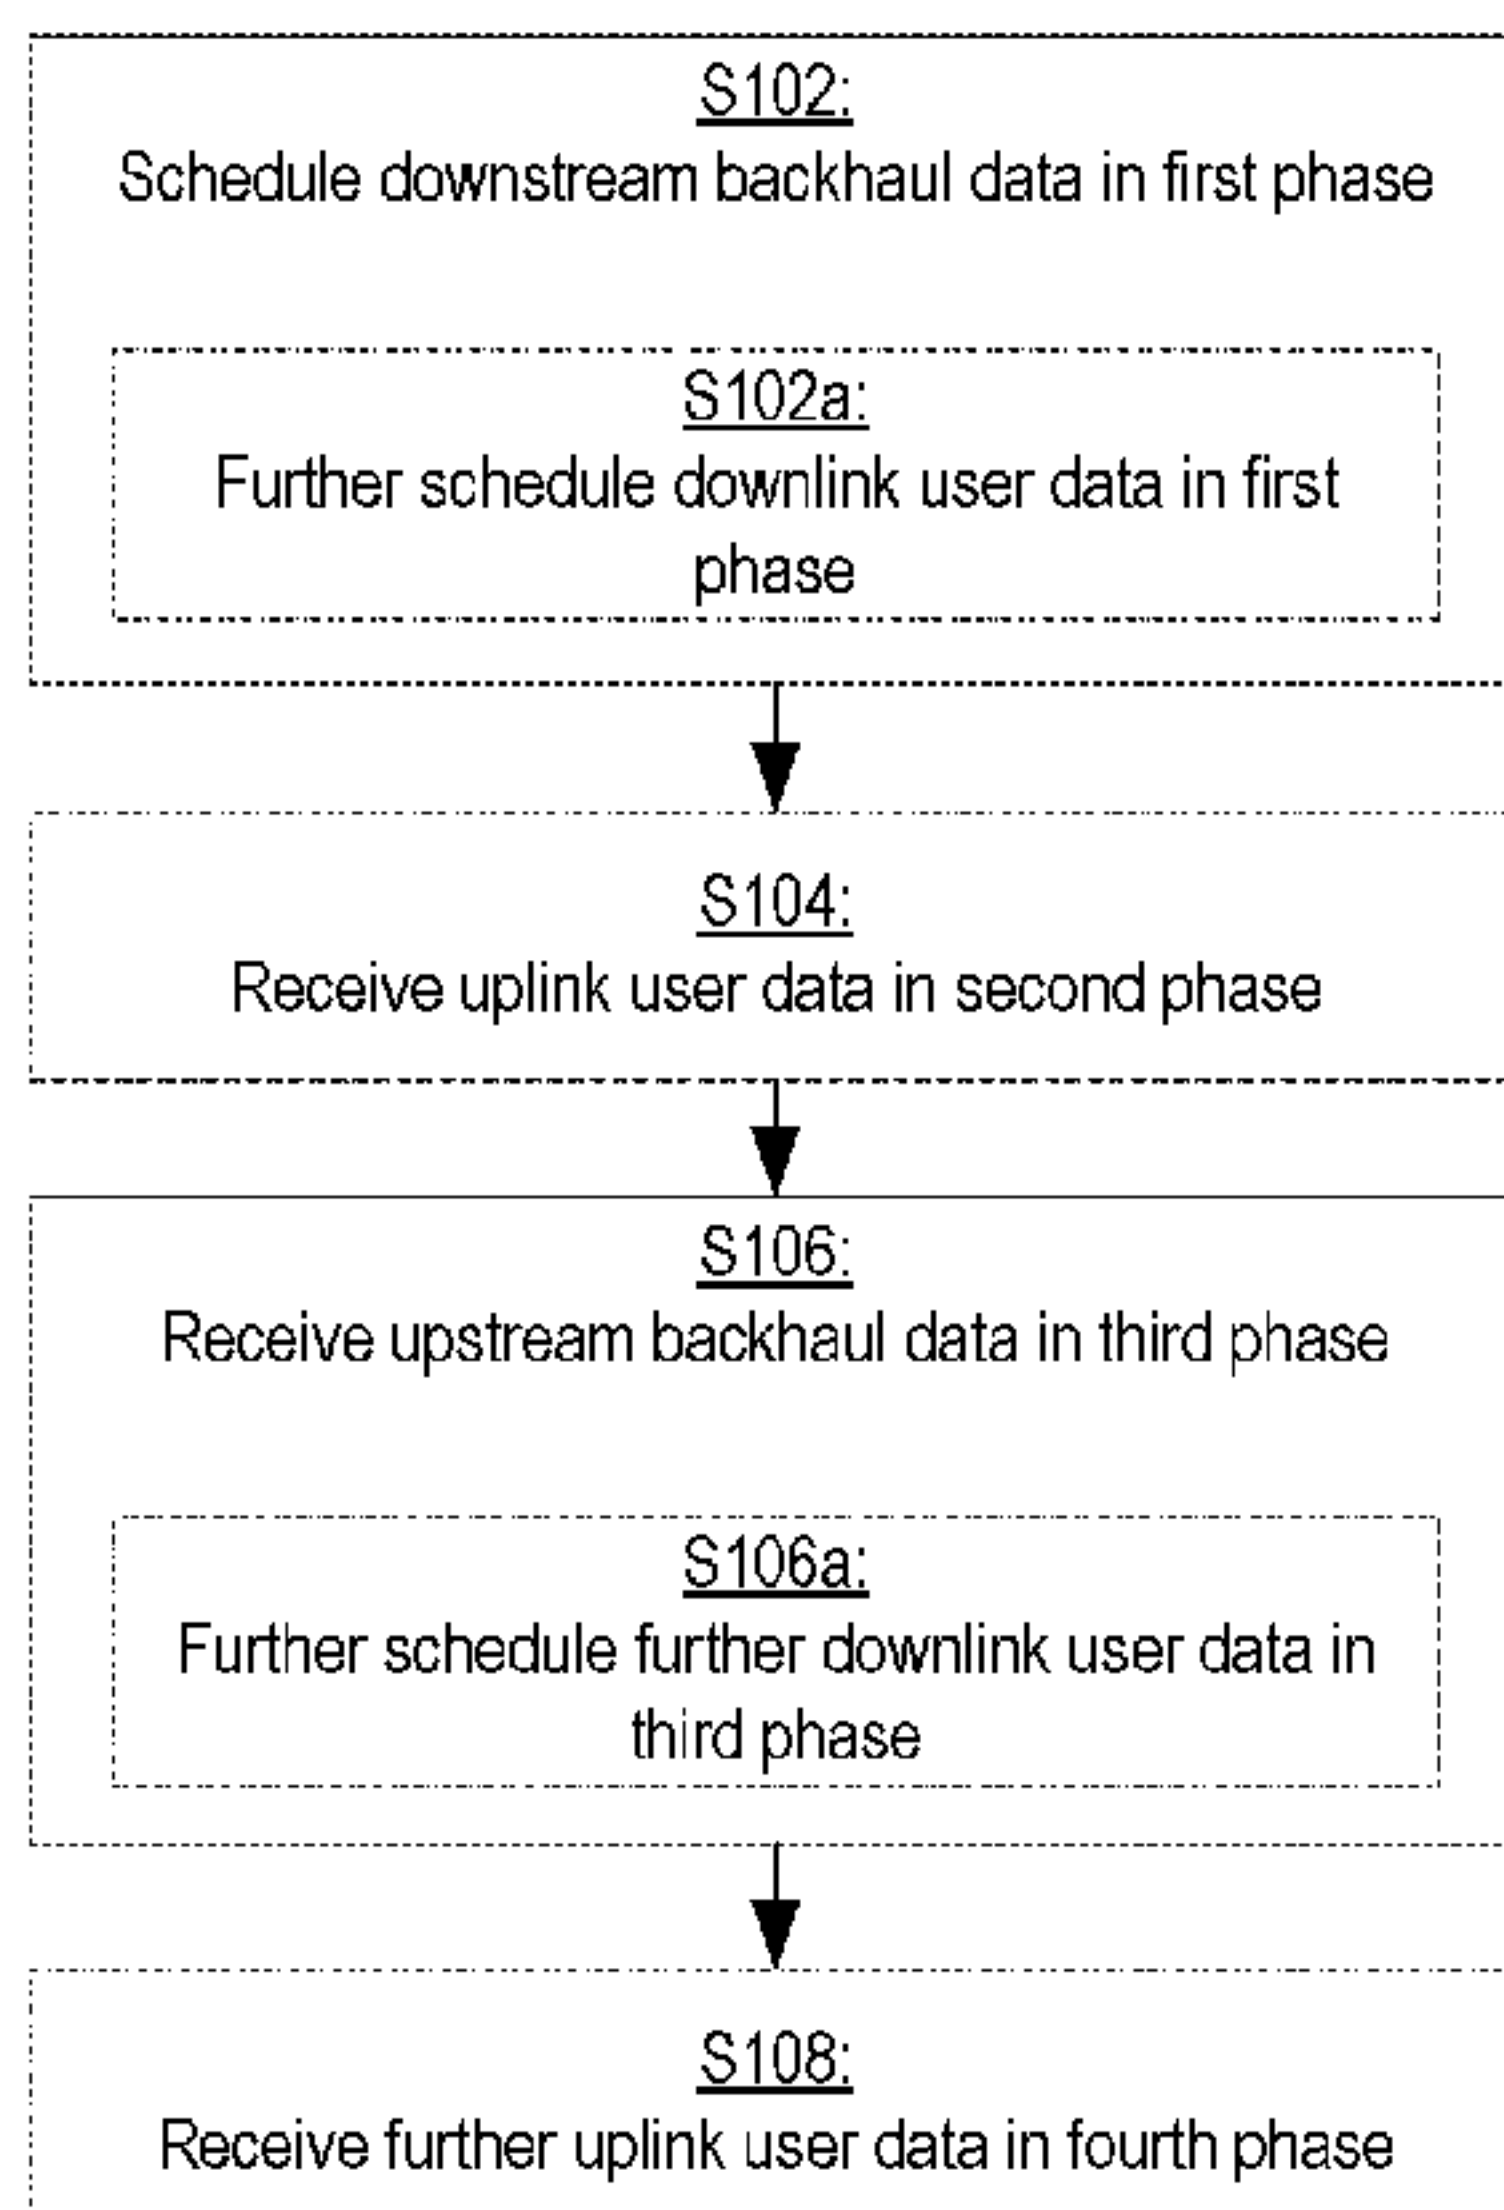 S102:
Schedule downstream backhaul data in first phase
S102a:
Further schedule downlink user data in first
phase
S104:
Receive uplink user data in second phase
S106:
Receive upstream backhaul data in third phase
S106a:
Further schedule further downlink user data in
third phase
S108:
Receive further uplink user data in fourth phase